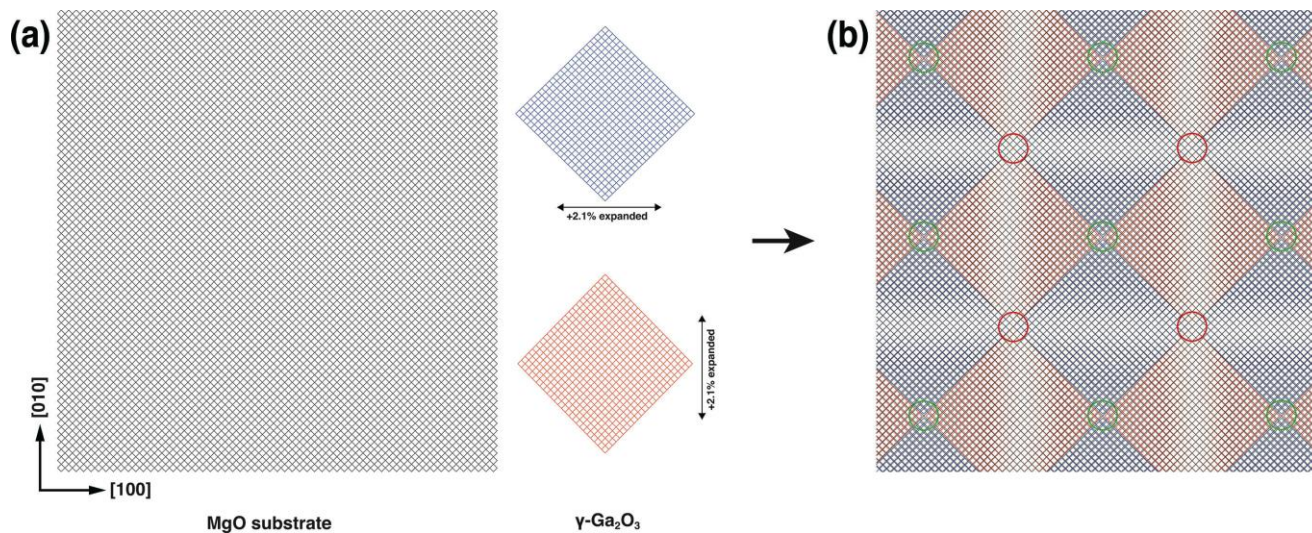 (a)
(b)
+2.1% expanded
+2.1% expanded
[010]
[100]
MgO substrate
γ-Ga₂O₃